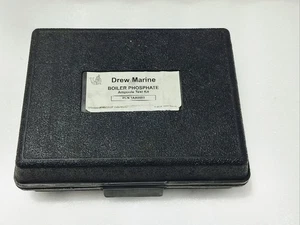 Drew Marine
BOILER PHOSPHATE
Ampoule Test Kit